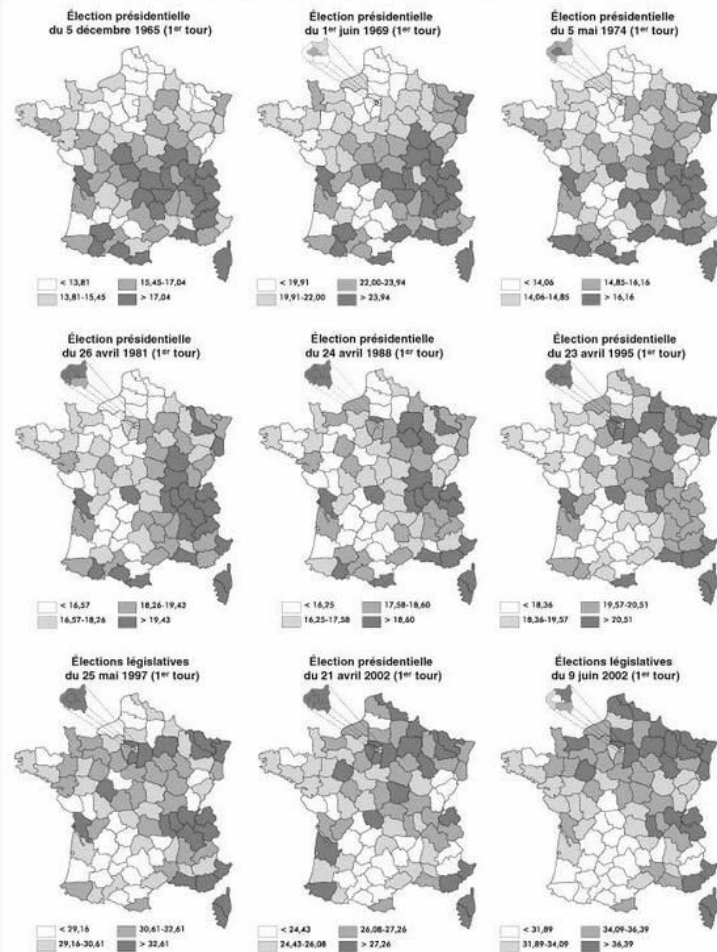 Élection présidentielle
du 5 décembre 1965 (1er tour)
< 13,81
15,45-17,04
13,81-15,45
> 17,04
Élection présidentielle
du 1er juin 1969 (1er tour)
< 19,91
22,00-23,94
19,91-22,00
> 23,94
Élection présidentielle
du 5 mai 1974 (1er tour)
< 14,06
14,85-16,16
14,06-14,85
> 16,16
Élection présidentielle
du 26 avril 1981 (1er tour)
< 16,57
18,26-19,43
16,57-18,26
> 19,43
Élection présidentielle
du 24 avril 1988 (1er tour)
< 16,25
17,58-18,60
16,25-17,58
> 18,60
Élection présidentielle
du 23 avril 1995 (1er tour)
< 18,36
19,57-20,51
18,36-19,57
> 20,51
Élections législatives
du 25 mai 1997 (1er tour)
< 29,16
30,61-32,61
29,16-30,61
> 32,61
Élection présidentielle
du 21 avril 2002 (1er tour)
< 24,43
26,08-27,26
24,43-26,08
> 27,26
Élections législatives
du 9 juin 2002 (1er tour)
< 31,89
34,09-36,39
31,89-34,09
> 36,39